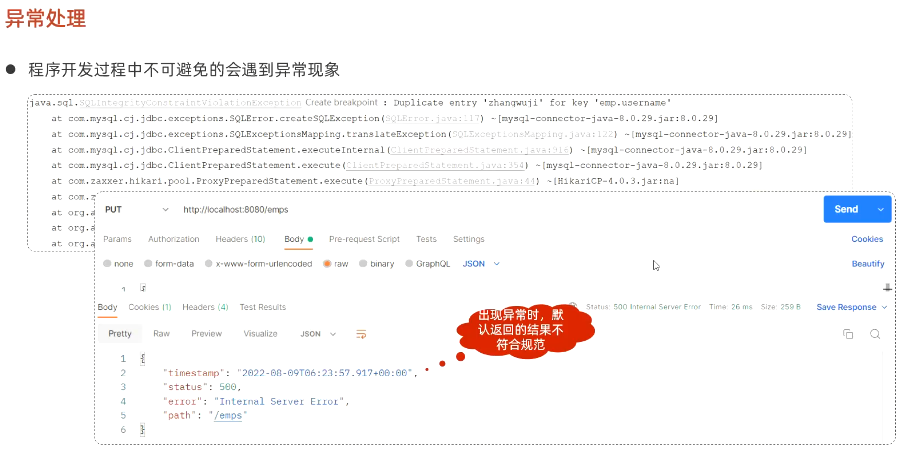 异常处理
● 程序开发过程中不可避免的会遇到异常现象
java.sql.SQLIntegrityConstraintViolationException Create breakpoint : Duplicate entry 'zhangwuji' for key 'emp.username'
at com.mysql.cj.jdbc.exceptions.SQLError.createSQLException(SQLError.java:117) ~[mysql-connector-java-8.0.29.jar:8.0.29]
at com.mysql.cj.jdbc.exceptions.SQLExceptionsMapping.translateException(SQLExceptionsMapping.java:122) ~[mysql-connector-java-8.0.29.jar:8.0.29]
at com.mysql.cj.jdbc.ClientPreparedStatement.executeInternal(ClientPreparedStatement.java:916) ~[mysql-connector-java-8.0.29.jar:8.0.29]
at com.mysql.cj.jdbc.ClientPreparedStatement.execute(ClientPreparedStatement.java:354) ~[mysql-connector-java-8.0.29.jar:8.0.29]
at com.zaxxer.hikari.pool.ProxyPreparedStatement.execute(ProxyPreparedStatement.java:44) ~[HikariCP-4.0.3.jar:na]
at com.z
at org.a
at org.a
at org.a
PUT http://localhost:8080/emps Send
Params Authorization Headers (10) Body Pre-request Script Tests Settings Cookies
none form-data x-www-form-urlencoded raw binary GraphQL JSON Beautify
Body Cookies (1) Headers (4) Test Results Status: 500 Internal Server Error Time: 26 ms Size: 259 B Save Response
Pretty Raw Preview Visualize JSON
出现异常时，默
认返回的结果不
符合规范
1 {
2 "timestamp": "2022-08-09T06:23:57.917+00:00",
3 "status": 500,
4 "error": "Internal Server Error",
5 "path": "/emps"
6 }